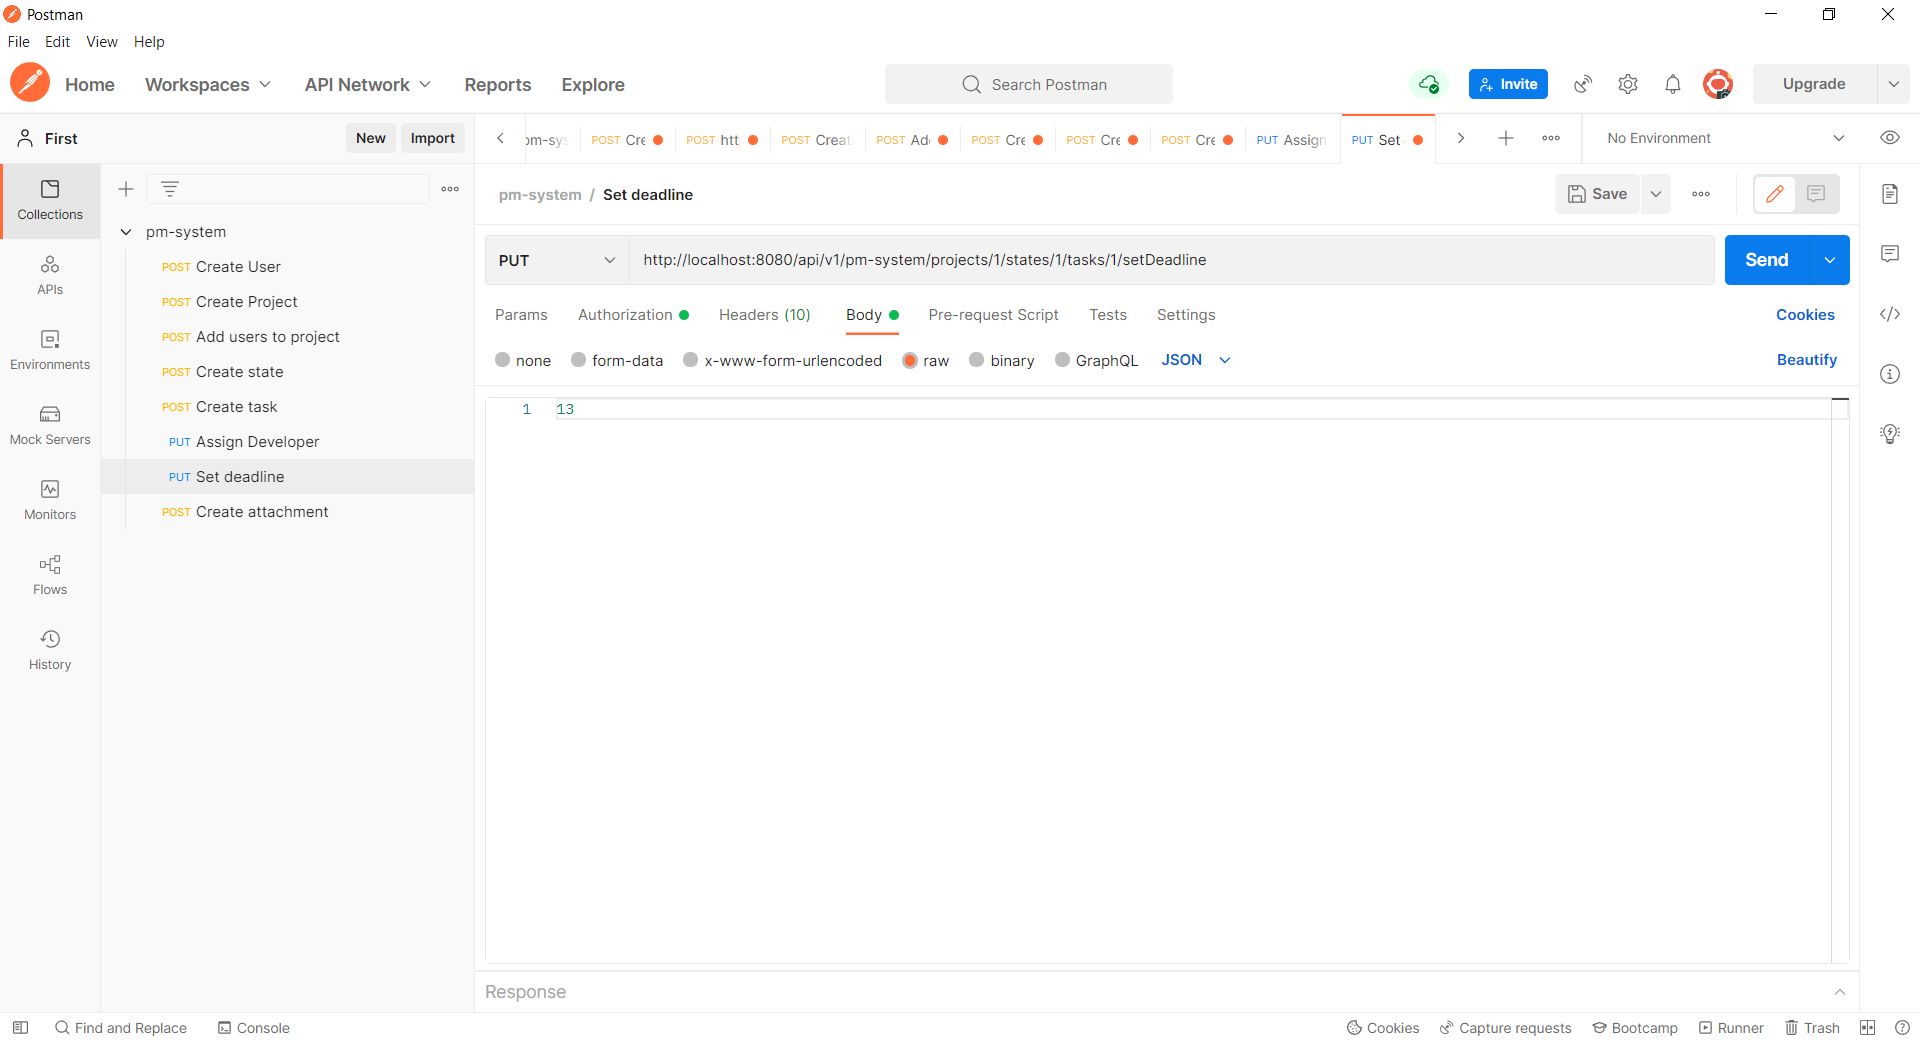 Postman
File Edit View Help
Home Workspaces API Network Reports Explore Search Postman Invite Upgrade
First New Import
pm-sys POST Cre POST htt POST Creat POST Ad POST Cre POST Cre POST Cre PUT Assign PUT Set No Environment
Collections
APIs
Environments
Mock Servers
Monitors
Flows
History
pm-system
POST Create User
POST Create Project
POST Add users to project
POST Create state
POST Create task
PUT Assign Developer
PUT Set deadline
POST Create attachment
pm-system / Set deadline Save
PUT http://localhost:8080/api/v1/pm-system/projects/1/states/1/tasks/1/setDeadline Send
Params Authorization Headers (10) Body Pre-request Script Tests Settings Cookies
none form-data x-www-form-urlencoded raw binary GraphQL JSON Beautify
1 13
Response
Find and Replace Console Cookies Capture requests Bootcamp Runner Trash